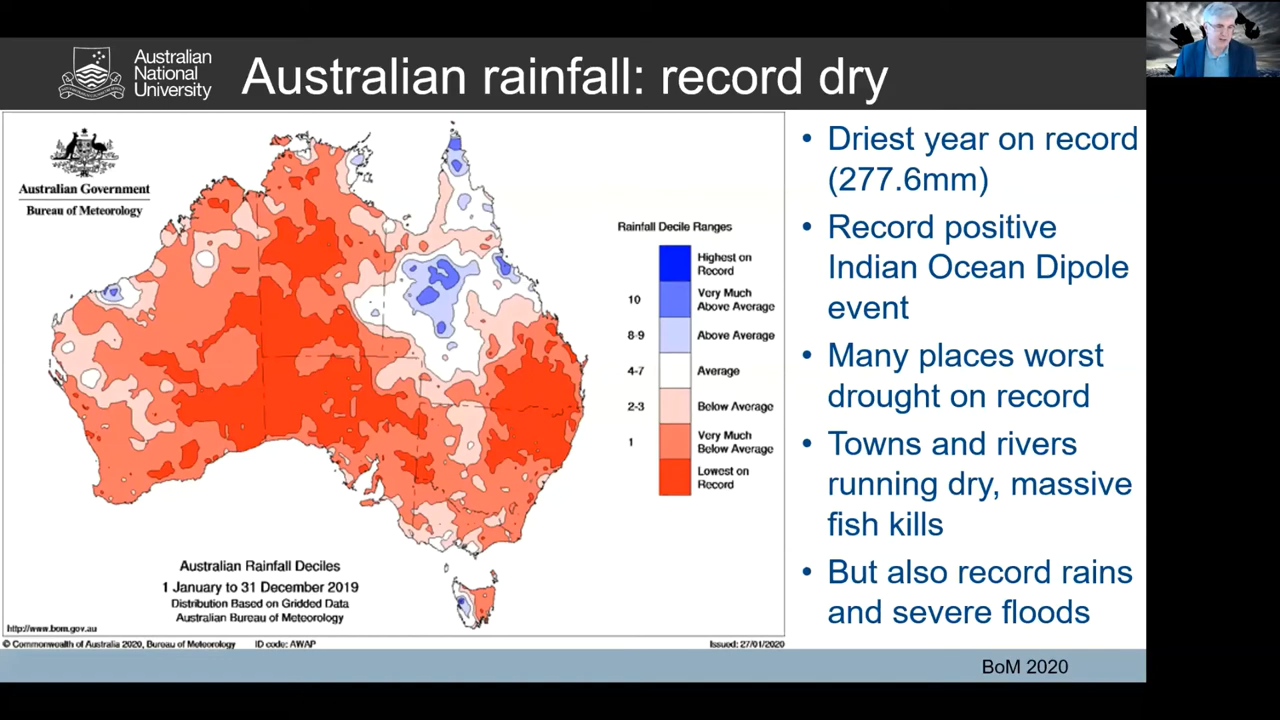 Australian
National
University
Australian rainfall: record dry
Australian Government
Bureau of Meteorology
Rainfall Decile Ranges
Highest on
Record
10
Very Much
Above Average
8-9
Above Average
4-7
Average
2-3
Below Average
1
Very Much
Below Average
Lowest on
Record
Australian Rainfall Deciles
1 January to 31 December 2019
Distribution Based on Gridded Data
Australian Bureau of Meteorology
http://www.bom.gov.au
© Commonwealth of Australia 2020, Bureau of Meteorology
ID code: AWAP
Issued: 27/01/2020
• Driest year on record
(277.6mm)
• Record positive
Indian Ocean Dipole
event
• Many places worst
drought on record
• Towns and rivers
running dry, massive
fish kills
• But also record rains
and severe floods
BoM 2020